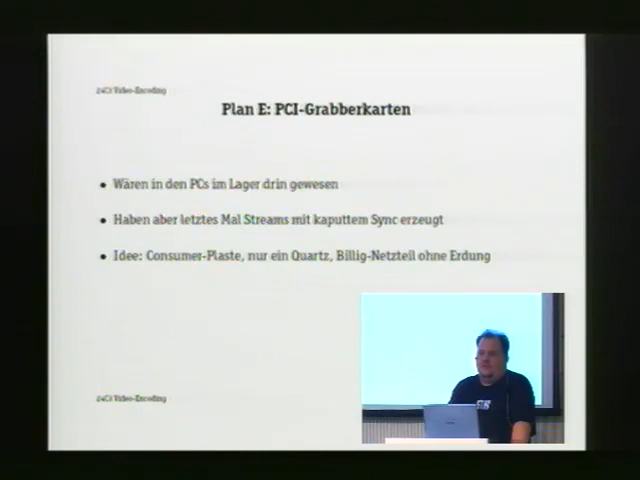 24C3 Video-Encoding
Plan E: PCI-Grabberkarten
Wären in den PCs im Lager drin gewesen
Haben aber letztes Mal Streams mit kaputtem Sync erzeugt
Idee: Consumer-Plaste, nur ein Quartz, Billig-Netzteil ohne Erdung
24C3 Video-Encoding